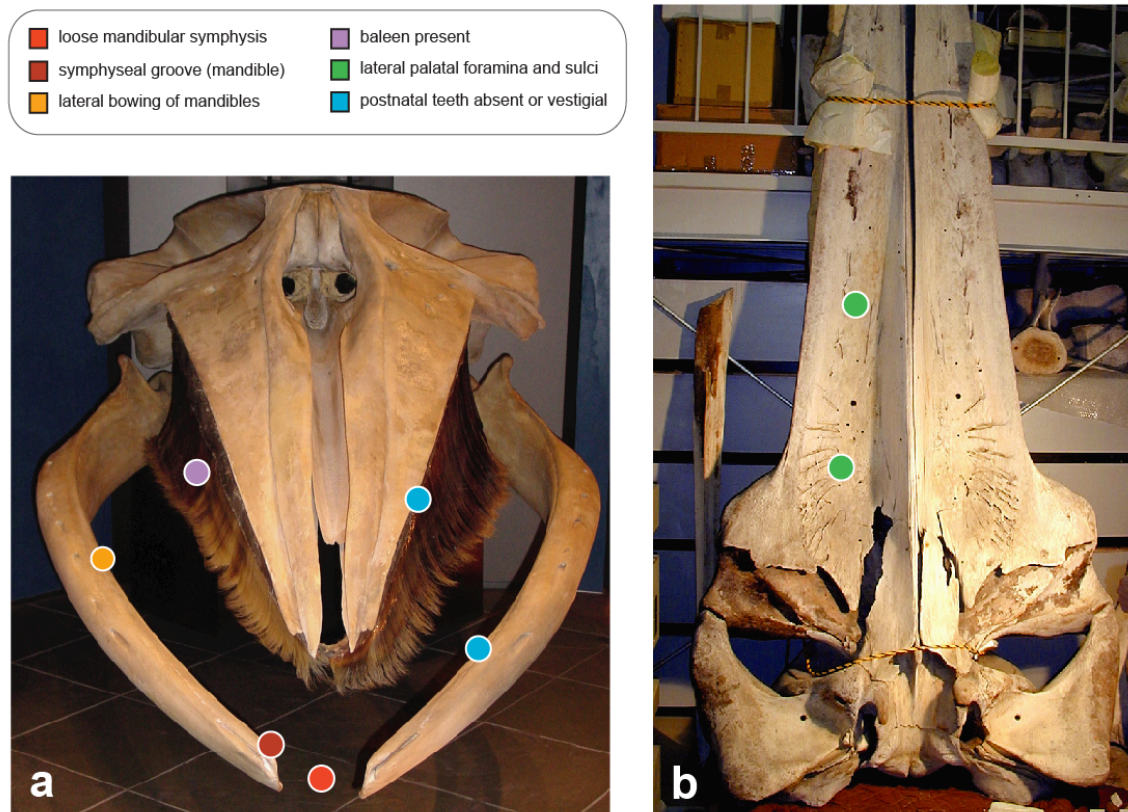 loose mandibular symphysis
symphyseal groove (mandible)
lateral bowing of mandibles
baleen present
lateral palatal foramina and sulci
postnatal teeth absent or vestigial
a
b